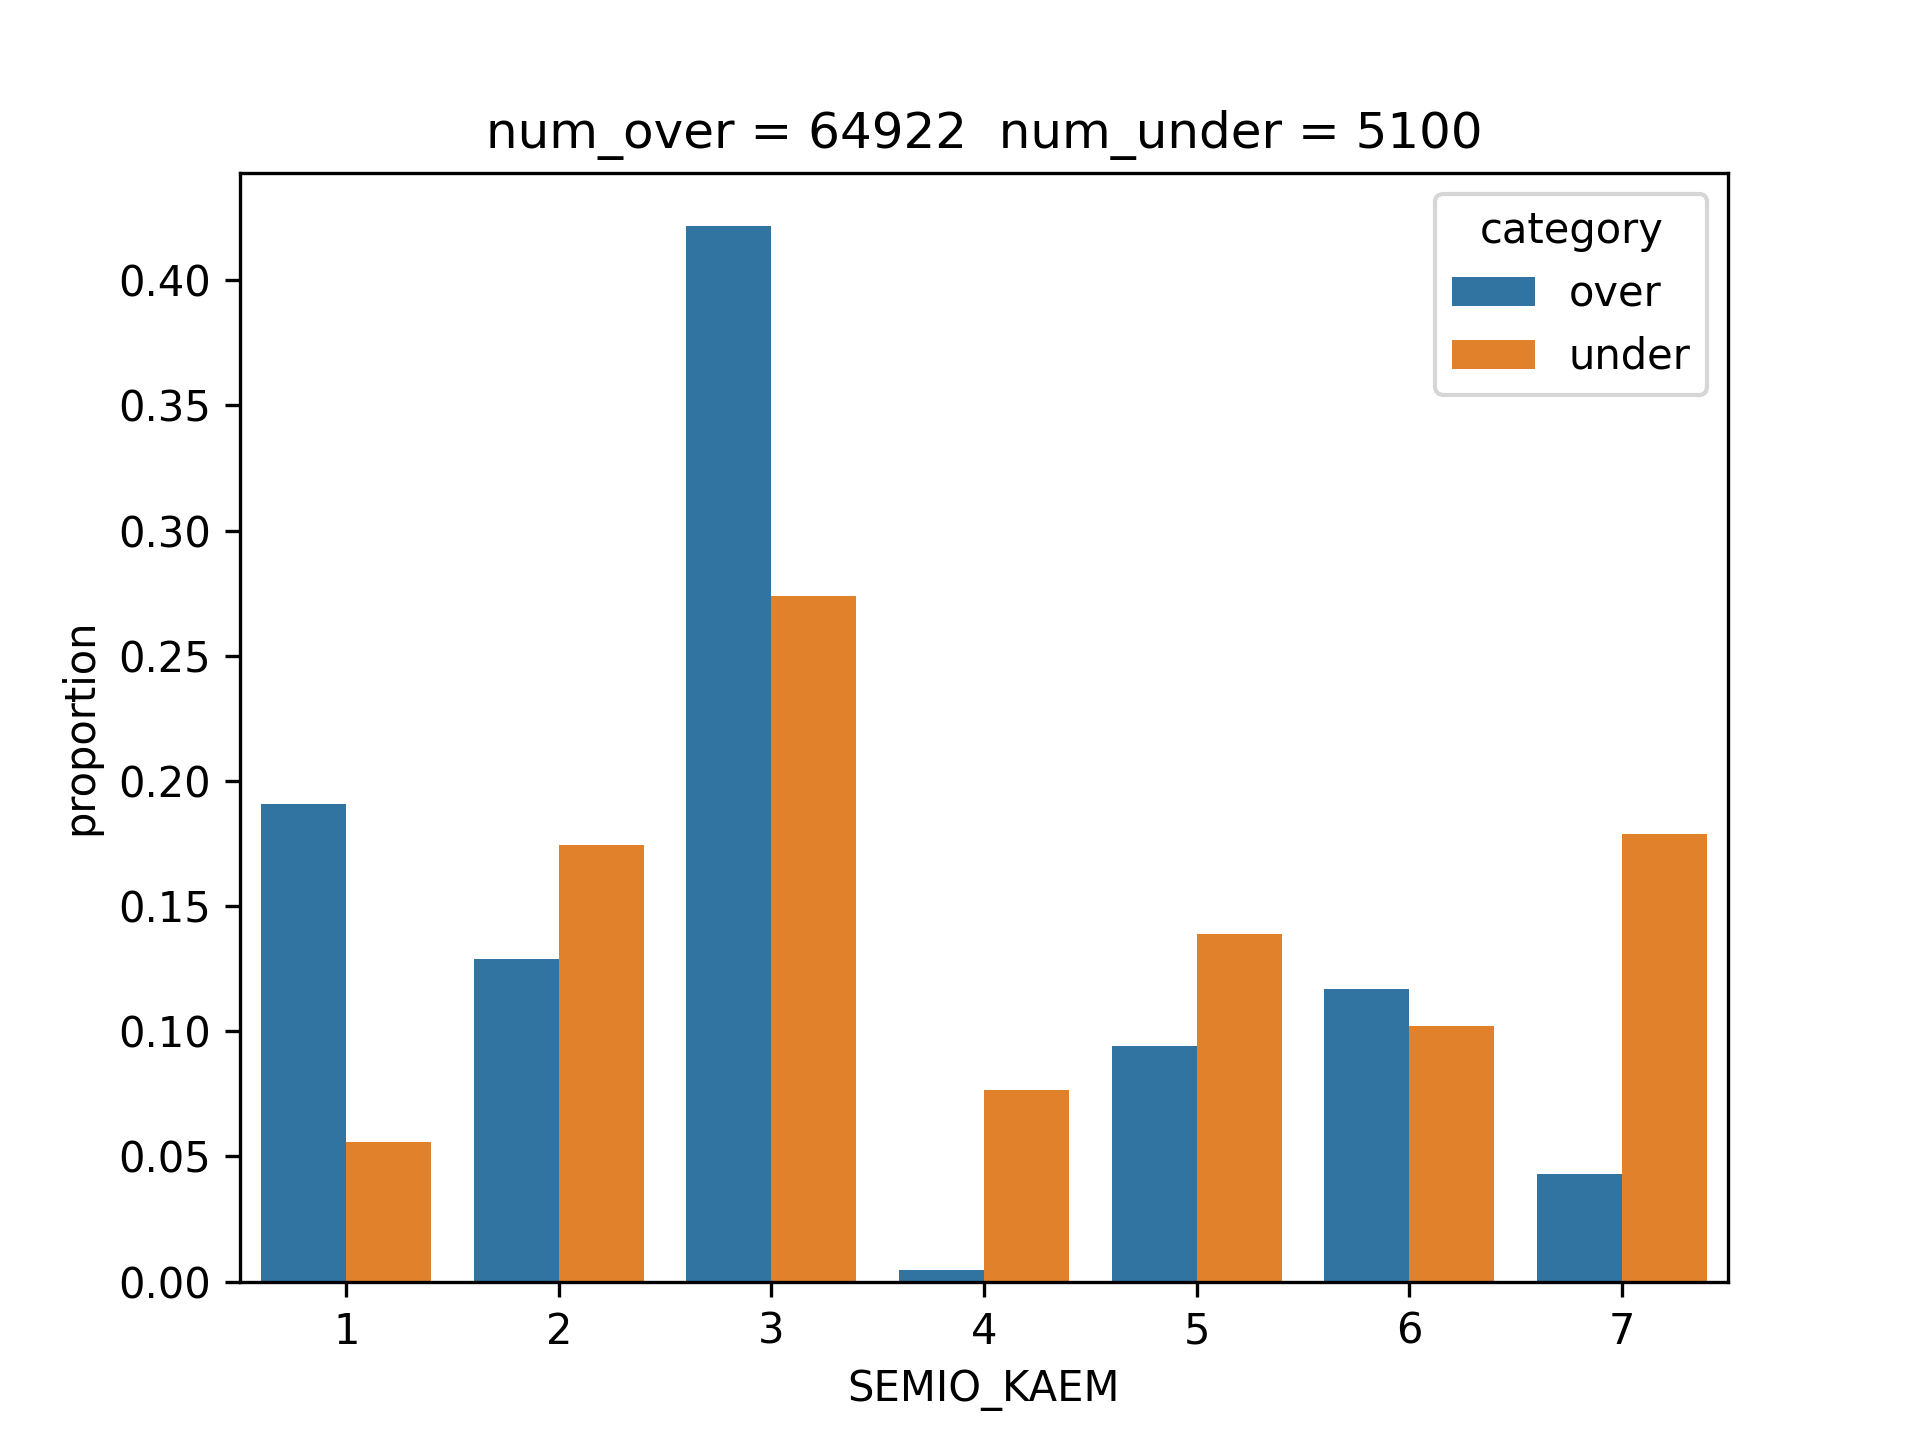 num_over = 64922  num_under = 5100
category
over
under
0.40
0.35
0.30
0.25
0.20
0.15
0.10
0.05
0.00
proportion
1 2 3 4 5 6 7
SEMIO_KAEM